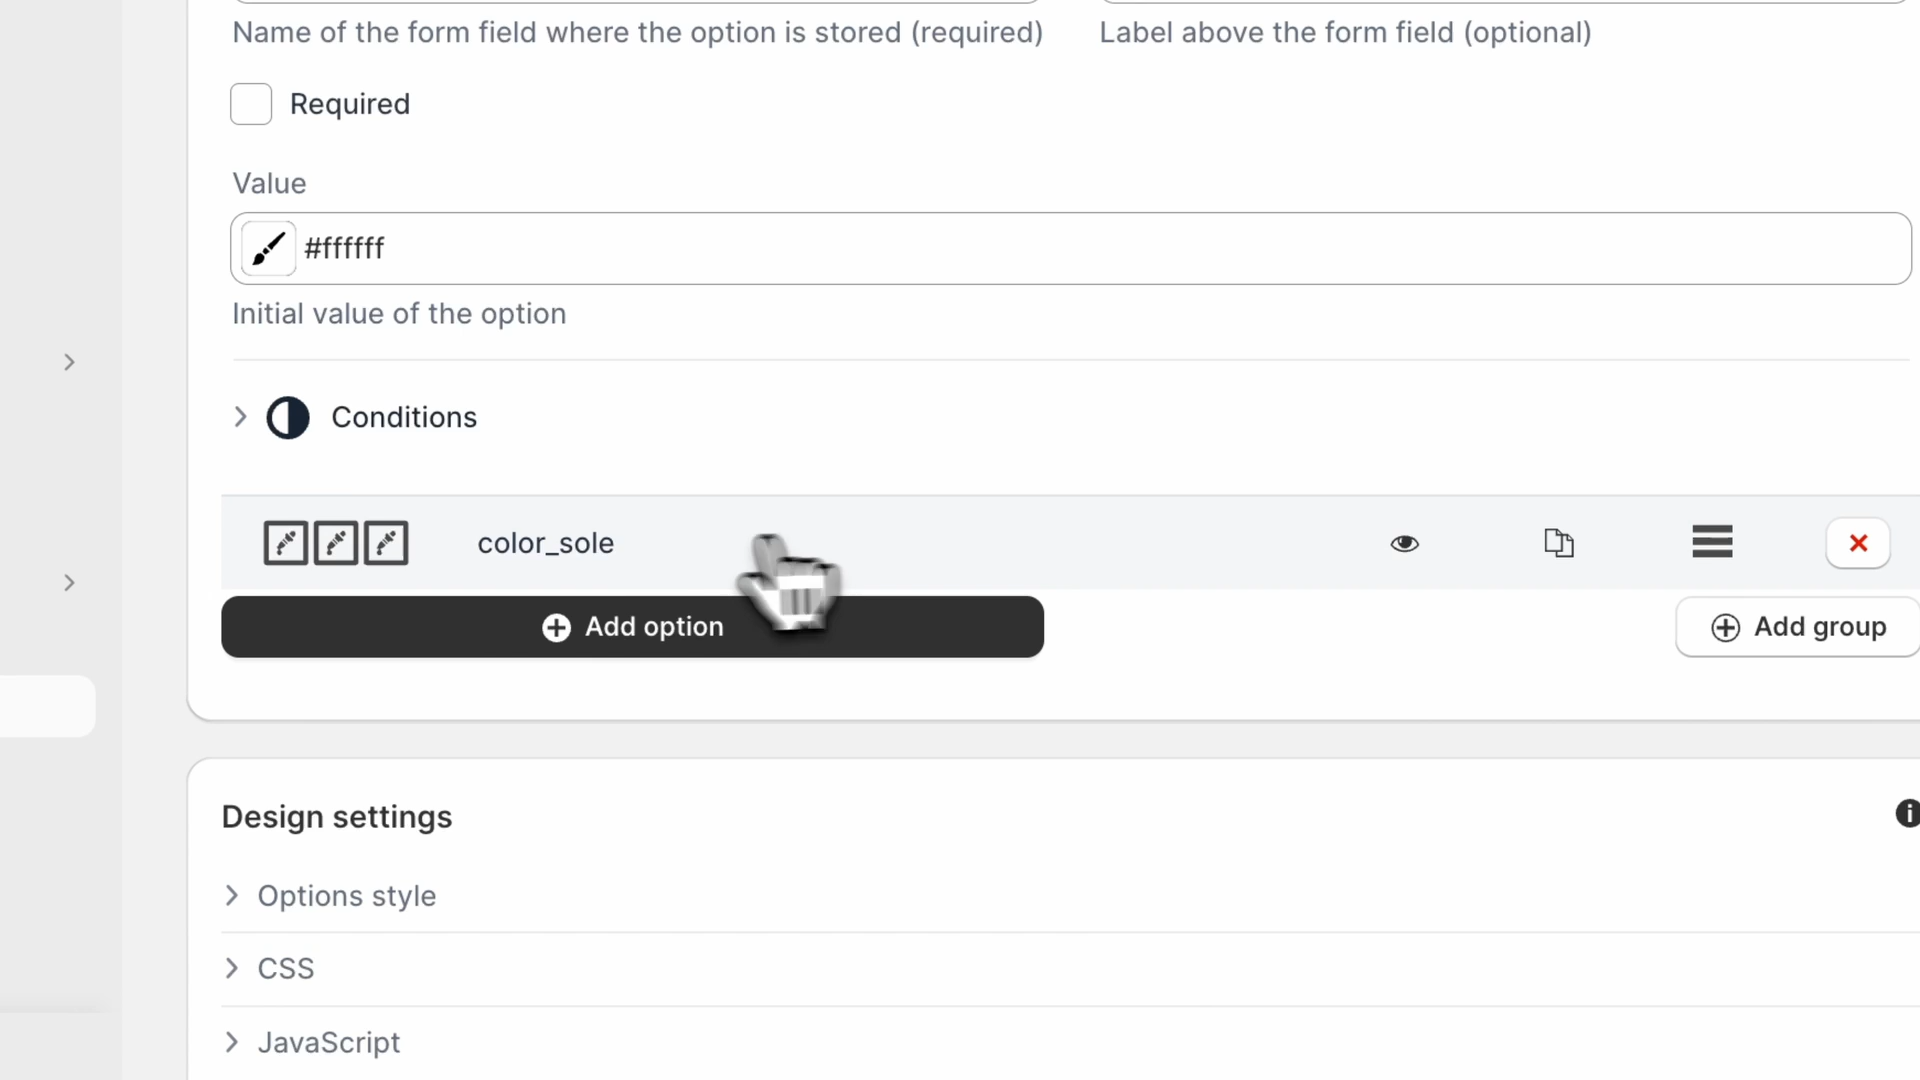 Name of the form field where the option is stored (required)
Label above the form field (optional)
Required
Value
#ffffff
Initial value of the option
Conditions
color_sole
Add option
Add group
Design settings
Options style
CSS
JavaScript